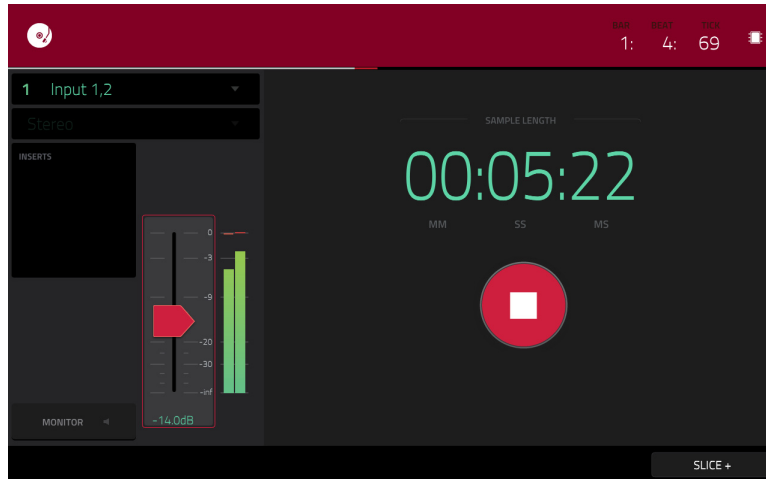 BAR BEAT TICK
1: 4: 69
1 Input 1,2
Stereo
INSERTS
0
-3
-9
-20
-30
-inf
MONITOR
-14.0dB
SAMPLE LENGTH
00:05:22
MM SS MS
SLICE +